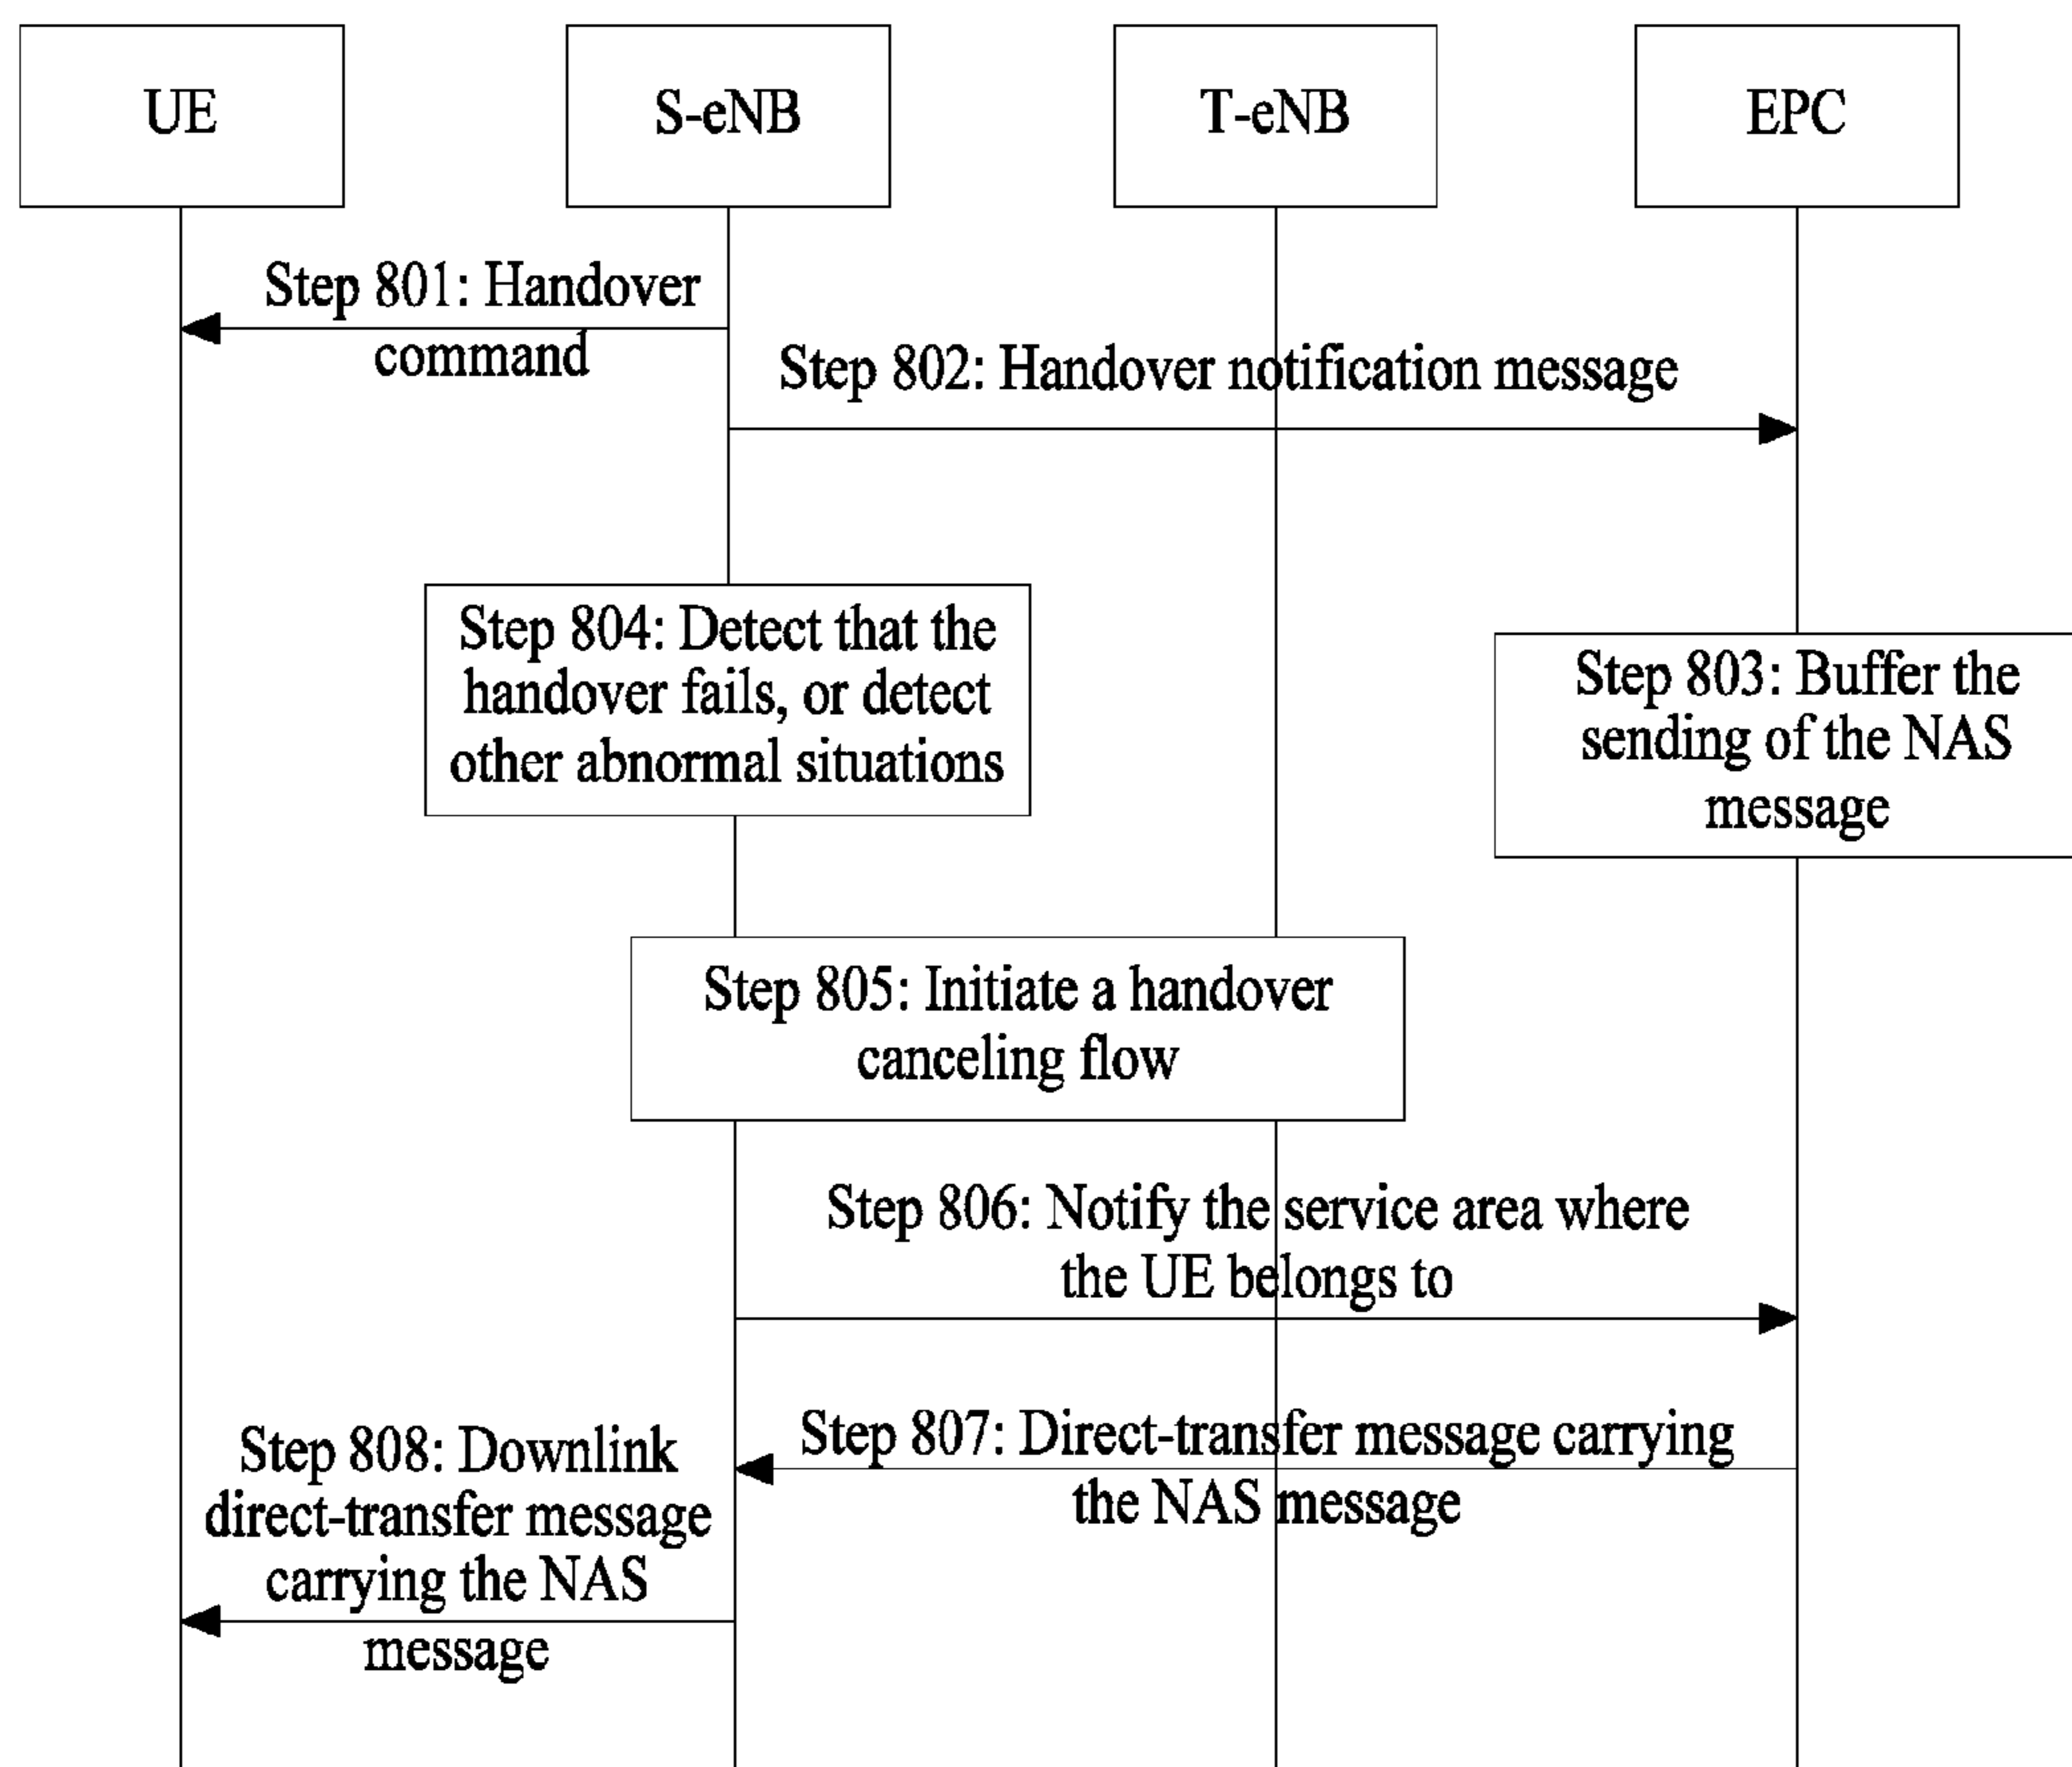 UE
S-eNB
T-eNB
EPC
Step 801: Handover
command
Step 802: Handover notification message
Step 804: Detect that the
handover fails, or detect
other abnormal situations
Step 803: Buffer the
sending of the NAS
message
Step 805: Initiate a handover
canceling flow
Step 806: Notify the service area where
the UE belongs to
Step 807: Direct-transfer message carrying
the NAS message
Step 808: Downlink
direct-transfer message
carrying the NAS
message